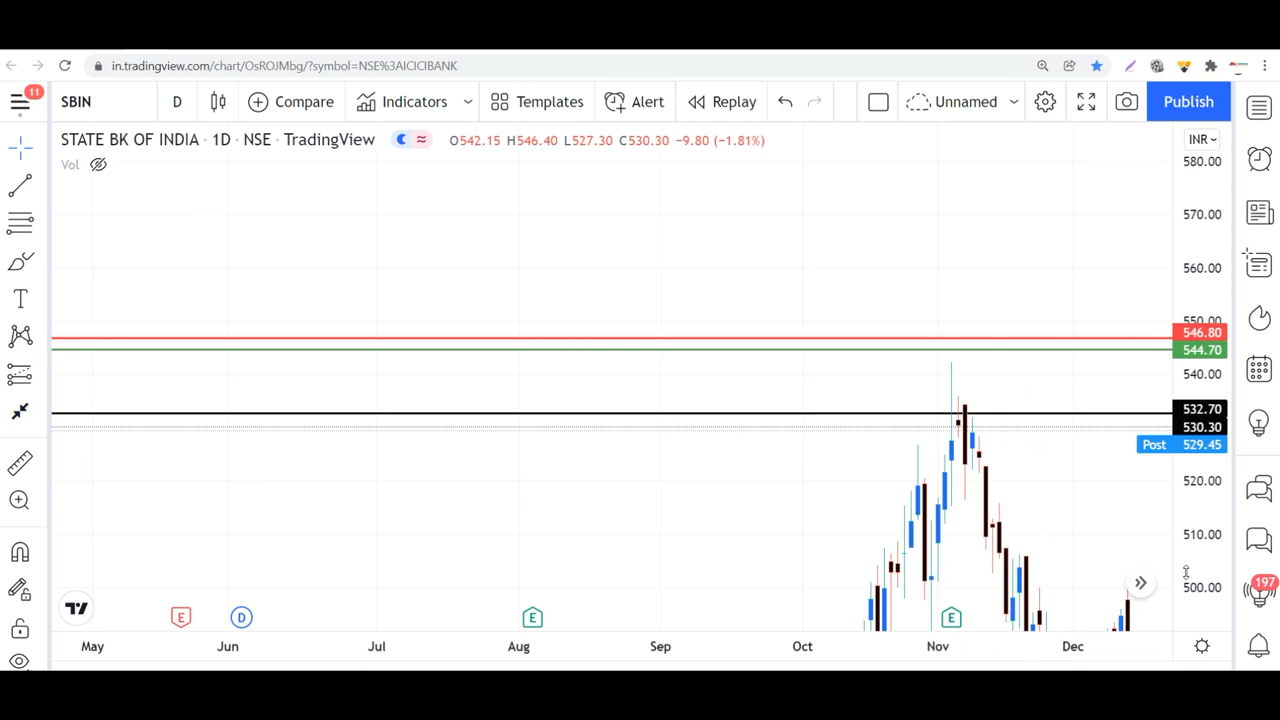 in.tradingview.com/chart/OsROJMbg/?symbol=NSE%3AICICIBANK
11 SBIN D Compare Indicators Templates Alert Replay Unnamed Publish
STATE BK OF INDIA · 1D · NSE · TradingView O542.15 H546.40 L527.30 C530.30 −9.80 (−1.81%) INR
Vol
580.00
570.00
560.00
550.00
546.80
544.70
540.00
532.70
530.30
Post 529.45
520.00
510.00
500.00
197
E D E E
May Jun Jul Aug Sep Oct Nov Dec